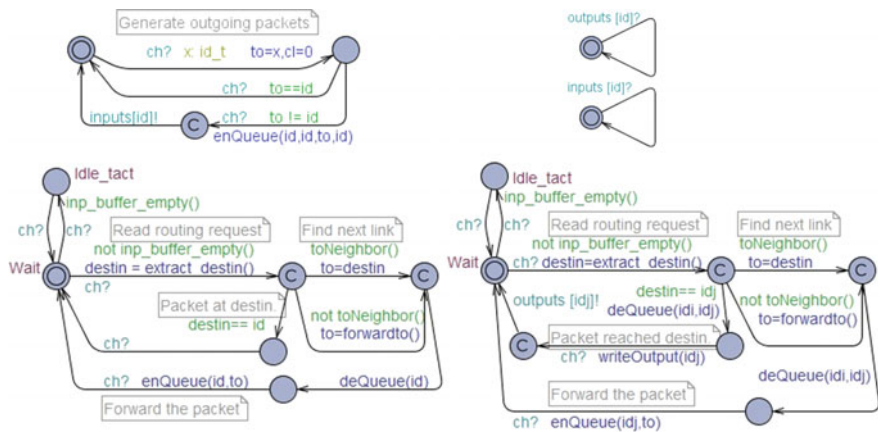 Generate outgoing packets
ch? x: id_t to=x,cl=0
ch? to==id
inputs[id]! ch? to != id
C
enQueue(id,id,to,id)
outputs [id]?
inputs [id]?
Idle_tact
inp_buffer_empty()
ch? ch? Read routing request Find next link
not inp_buffer_empty() toNeighbor()
Wait destin = extract_destin() C to=destin C
ch?
Packet at destin.
destin== id
not toNeighbor()
to=forwardto()
ch?
ch? enQueue(id,to) deQueue(id)
Forward the packet
Idle_tact
inp_buffer_empty()
ch? ch? Read routing request Find next link
not inp_buffer_empty() toNeighbor()
Wait ch? destin=extract_destin() C to=destin C
outputs [idj]! destin== idj
deQueue(idi,idj)
not toNeighbor()
to=forwardto()
Packet reached destin.
C ch? writeOutput(idj)
deQueue(idi,idj)
Forward the packet
ch? enQueue(idj,to)